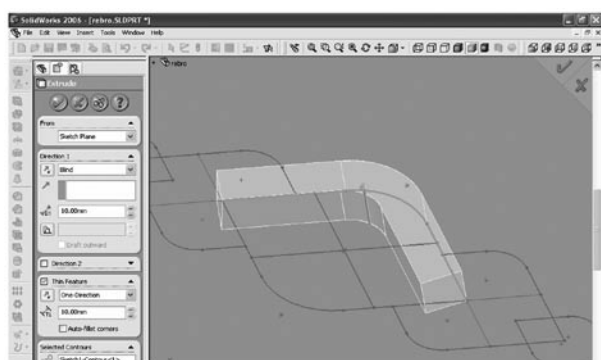 SolidWorks 2006 - [rebro.SLDPRT *]
File Edit View Insert Tools Window Help
rebro
Extrude
From
Sketch Plane
Direction 1
Blind
10.00mm
Draft outward
Direction 2
Thin Feature
One-Direction
10.00mm
Auto-fillet corners
Selected Contours